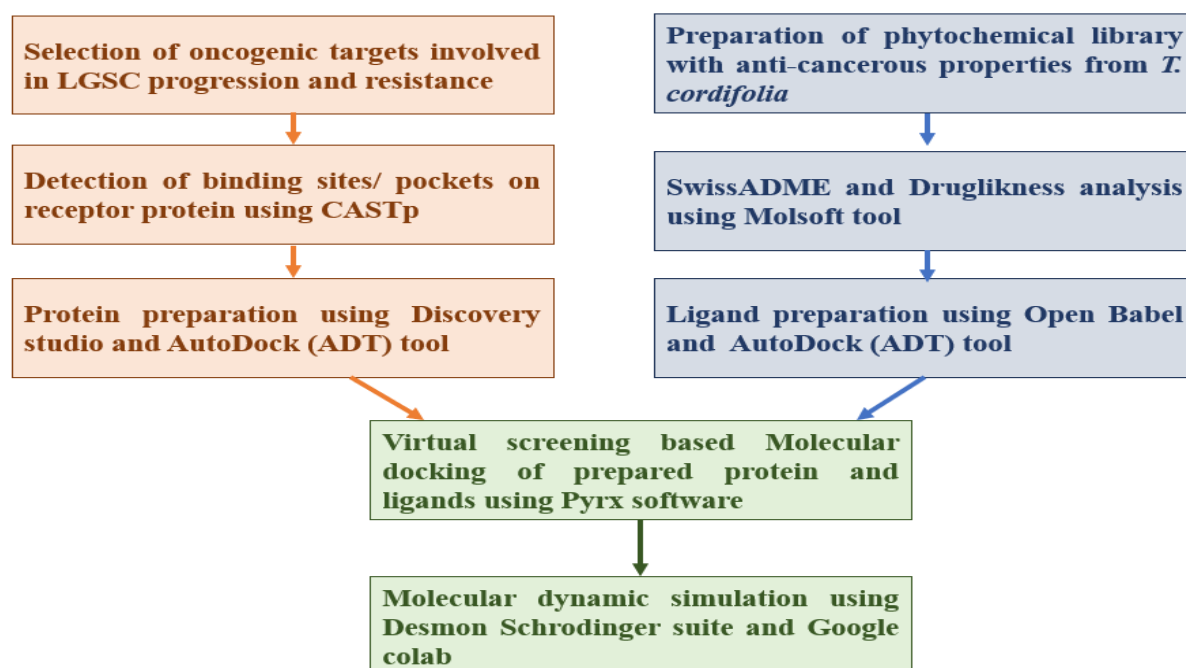 Selection of oncogenic targets involved
in LGSC progression and resistance
Detection of binding sites/ pockets on
receptor protein using CASTp
Protein preparation using Discovery
studio and AutoDock (ADT) tool
Preparation of phytochemical library
with anti-cancerous properties from T.
cordifolia
SwissADME and Druglikness analysis
using Molsoft tool
Ligand preparation using Open Babel
and AutoDock (ADT) tool
Virtual screening based Molecular
docking of prepared protein and
ligands using Pyrx software
Molecular dynamic simulation using
Desmon Schrodinger suite and Google
colab